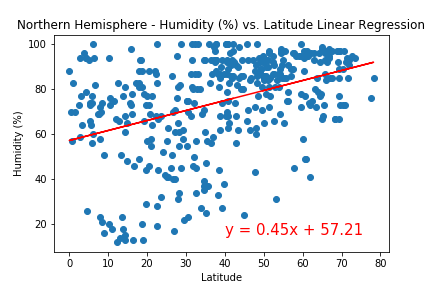 Northern Hemisphere - Humidity (%) vs. Latitude Linear Regression
100
80
60
40
20
Humidity (%)
y = 0.45x + 57.21
0 10 20 30 40 50 60 70 80
Latitude